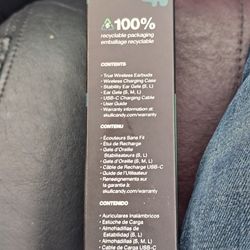 100%
recyclable packaging
emballage recyclable
CONTENTS
• True Wireless Earbuds
• Wireless Charging Case
• Stability Ear Gels (S, L)
• Ear Gels (S, M, L)
• USB-C Charging Cable
• User Guide
• Warranty information at
skullcandy.com/warranty
CONTENU
• Écouteurs Sans Fil
• Étui de Recharge
• Gels d'Oreille
Stabilisateurs (S, L)
• Gels d'Oreille (S, M, L)
• Câble de Recharge USB-C
• Guide de l'Utilisateur
• Renseignements sur
la garantie à
skullcandy.com/warranty
CONTENIDO
• Auriculares Inalámbricos
• Estuche de Carga
• Almohadillas de
Estabilidad (S, L)
• Almohadillas (S, M, L)
• Cable de Carga USB-C